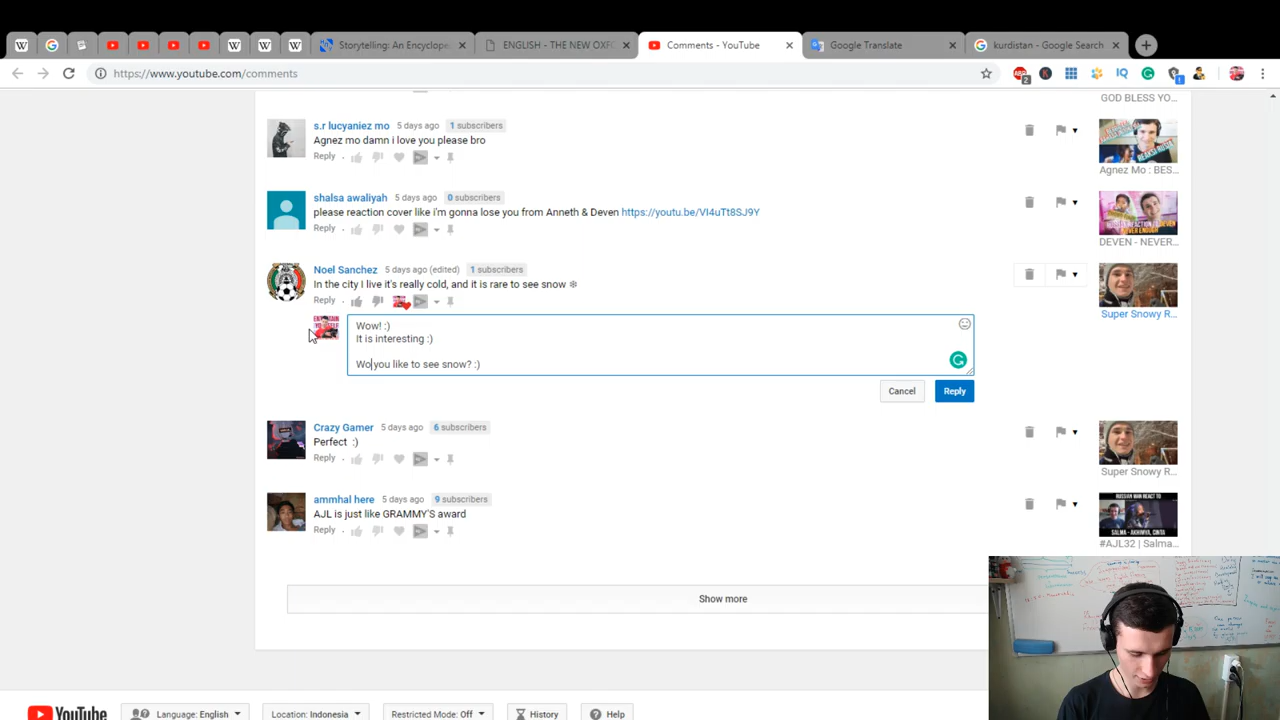 Storytelling: An Encyclope
ENGLISH - THE NEW OXFO
Comments - YouTube
Google Translate
kurdistan - Google Search
https://www.youtube.com/comments
GOD BLESS YO...
s.r lucyaniez mo 5 days ago 1 subscribers
Agnez mo damn i love you please bro
Reply
Agnez Mo : BES...
shalsa awaliyah 5 days ago 0 subscribers
please reaction cover like i'm gonna lose you from Anneth & Deven https://youtu.be/VI4uTt8SJ9Y
Reply
DEVEN - NEVER...
Noel Sanchez 5 days ago (edited) 1 subscribers
In the city I live it's really cold, and it is rare to see snow ❄
Reply
Super Snowy R...
Wow! :)
It is interesting :)
Wo you like to see snow? :)
Cancel Reply
Crazy Gamer 5 days ago 6 subscribers
Perfect :)
Reply
Super Snowy R...
ammhal here 5 days ago 9 subscribers
AJL is just like GRAMMY'S award
Reply
RUSSIAN MAN REACT TO
#AJL32 | Salma...
Show more
YouTube Language: English Location: Indonesia Restricted Mode: Off History Help